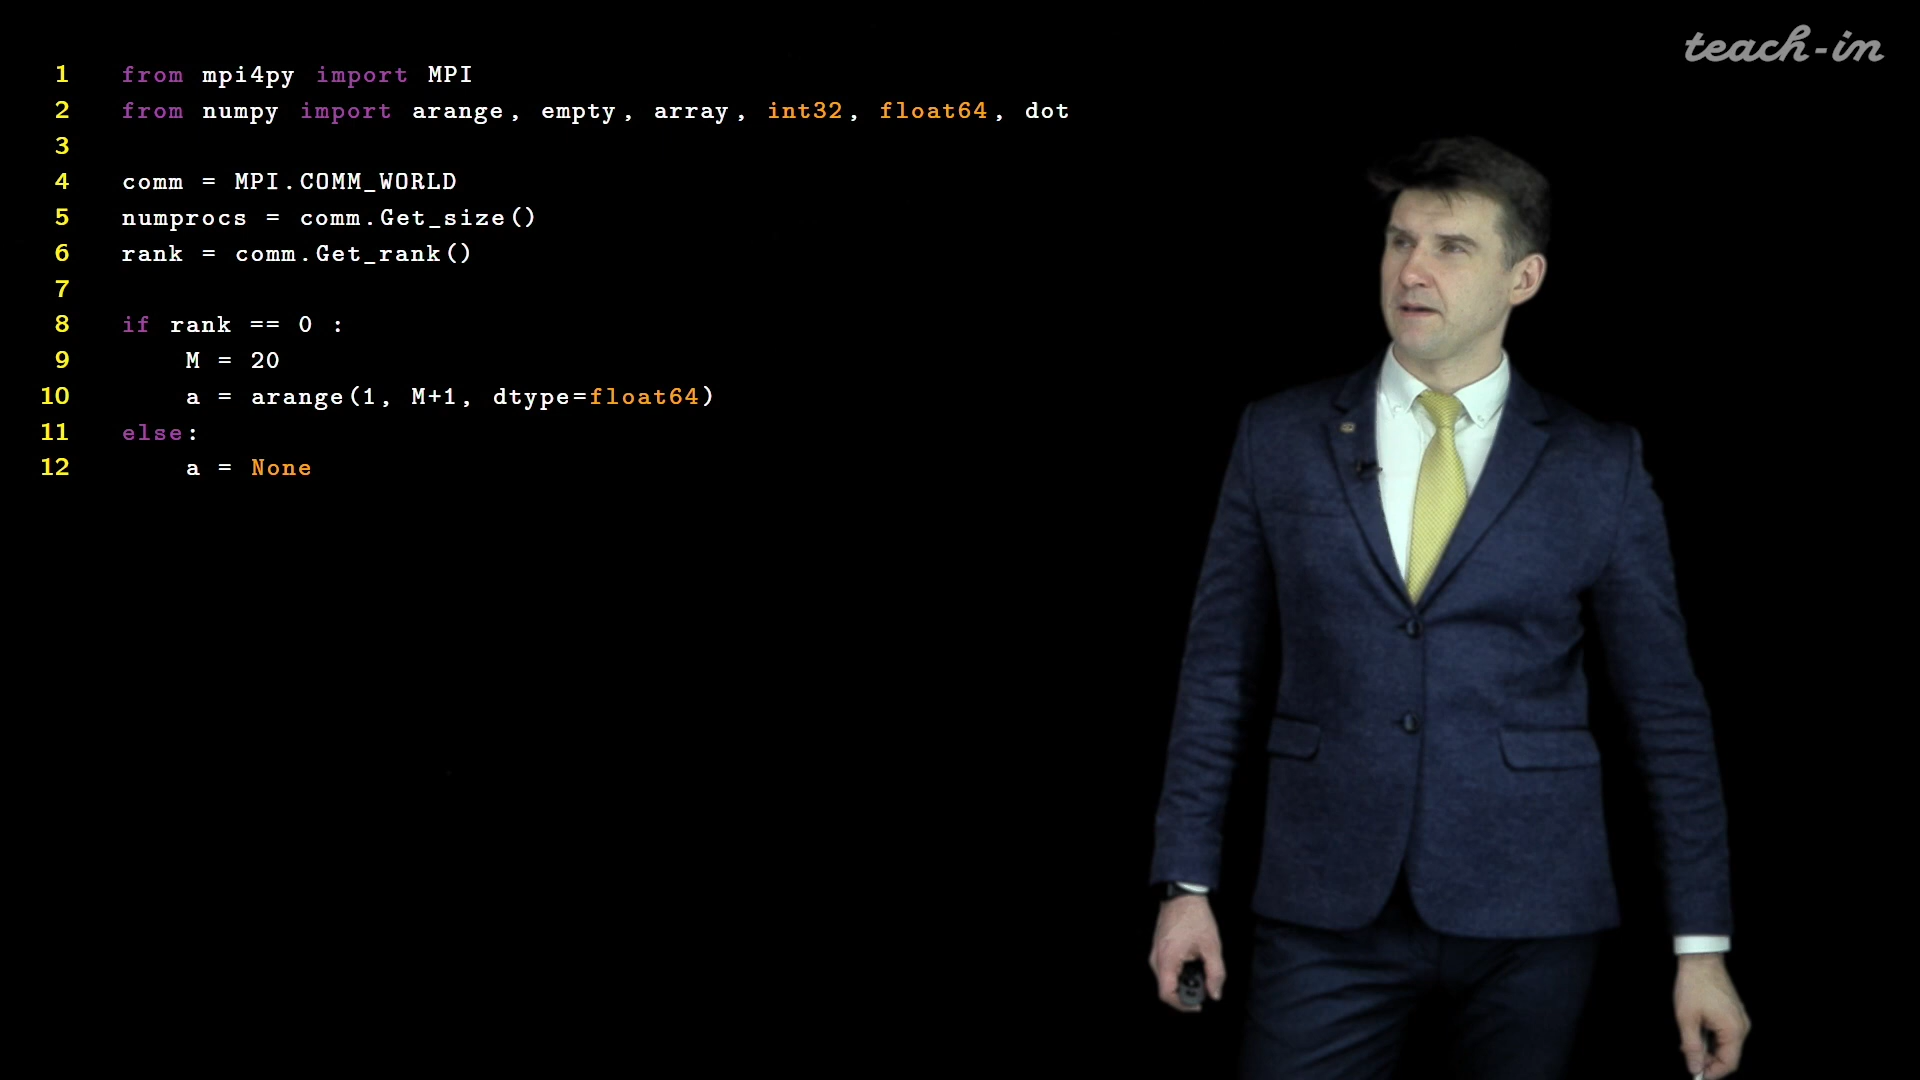 teach-in
1 from mpi4py import MPI
2 from numpy import arange, empty, array, int32, float64, dot
3
4 comm = MPI.COMM_WORLD
5 numprocs = comm.Get_size()
6 rank = comm.Get_rank()
7
8 if rank == 0 :
9     M = 20
10     a = arange(1, M+1, dtype=float64)
11 else:
12     a = None